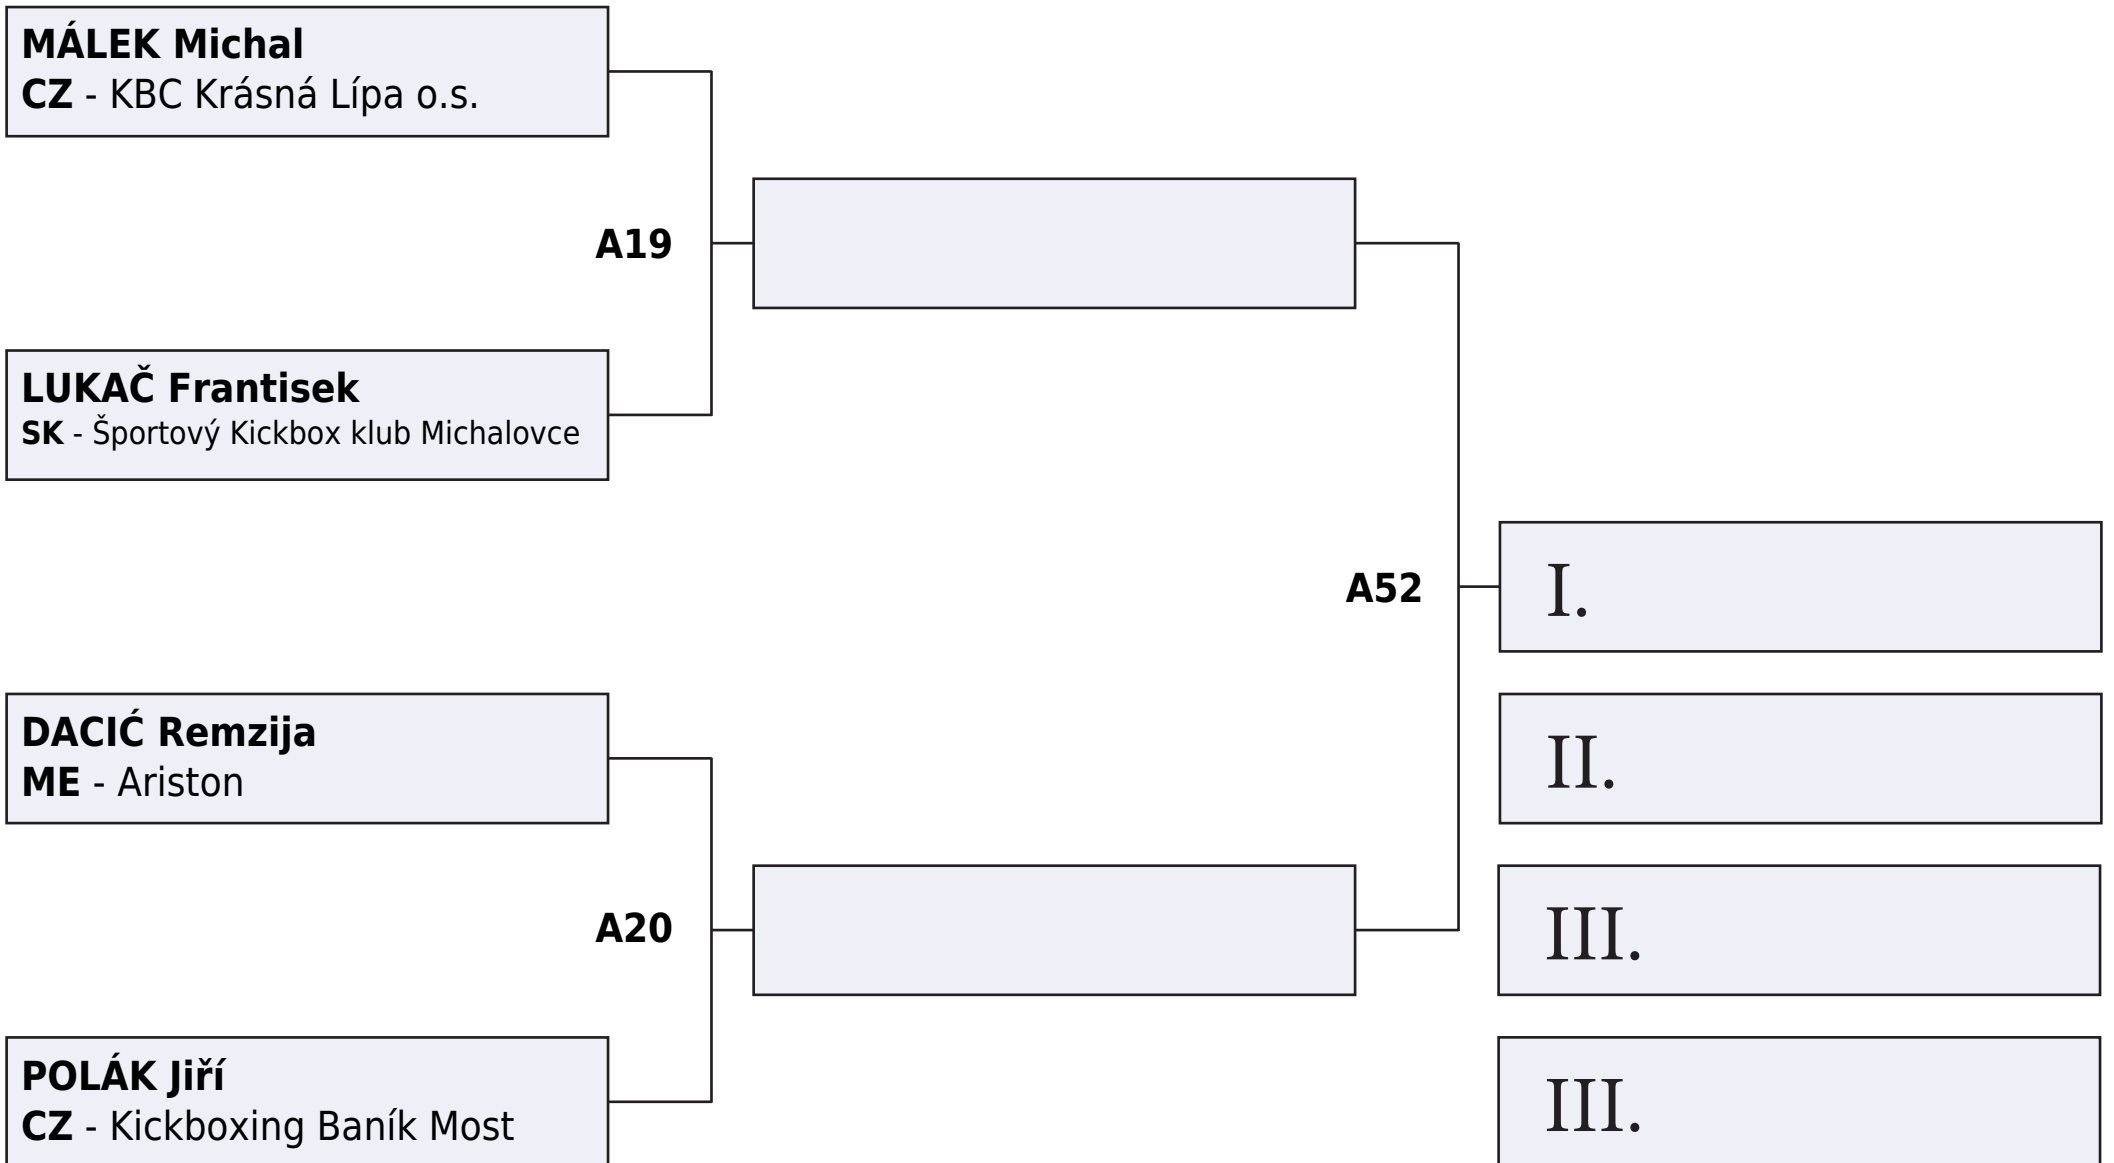 MÁLEK Michal
CZ - KBC Krásná Lípa o.s.
A19
LUKAČ Frantisek
SK - Športový Kickbox klub Michalovce
A52
I.
DACIĆ Remzija
ME - Ariston
II.
A20
III.
POLÁK Jiří
CZ - Kickboxing Baník Most
III.